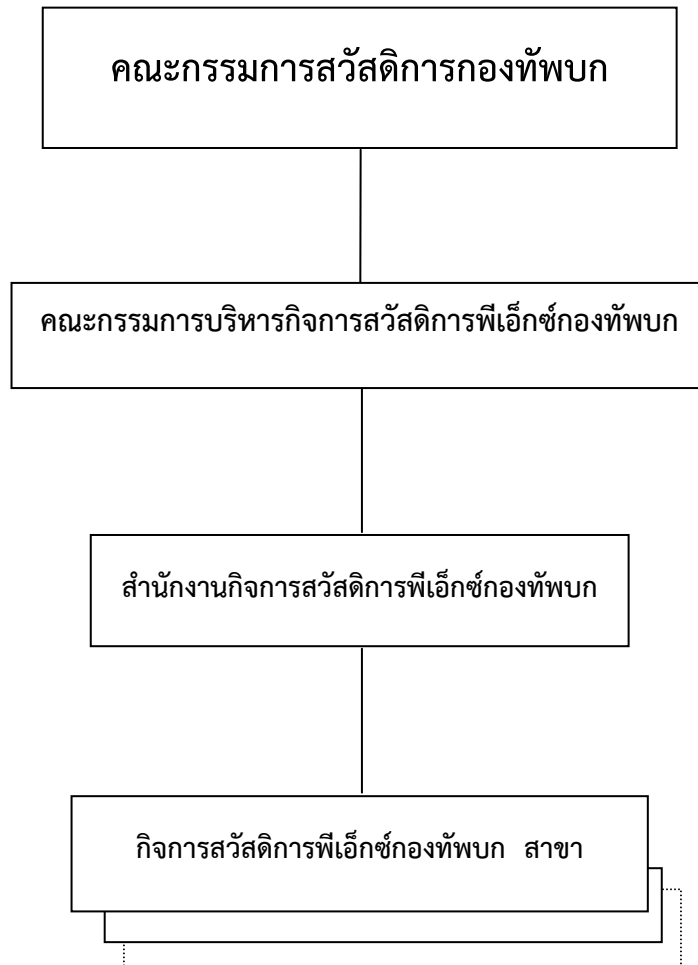 คณะกรรมการสวัสดิการกองทัพบก
คณะกรรมการบริหารกิจการสวัสดิการพีเอ็กซ์กองทัพบก
สำนักงานกิจการสวัสดิการพีเอ็กซ์กองทัพบก
กิจการสวัสดิการพีเอ็กซ์กองทัพบก สาขา